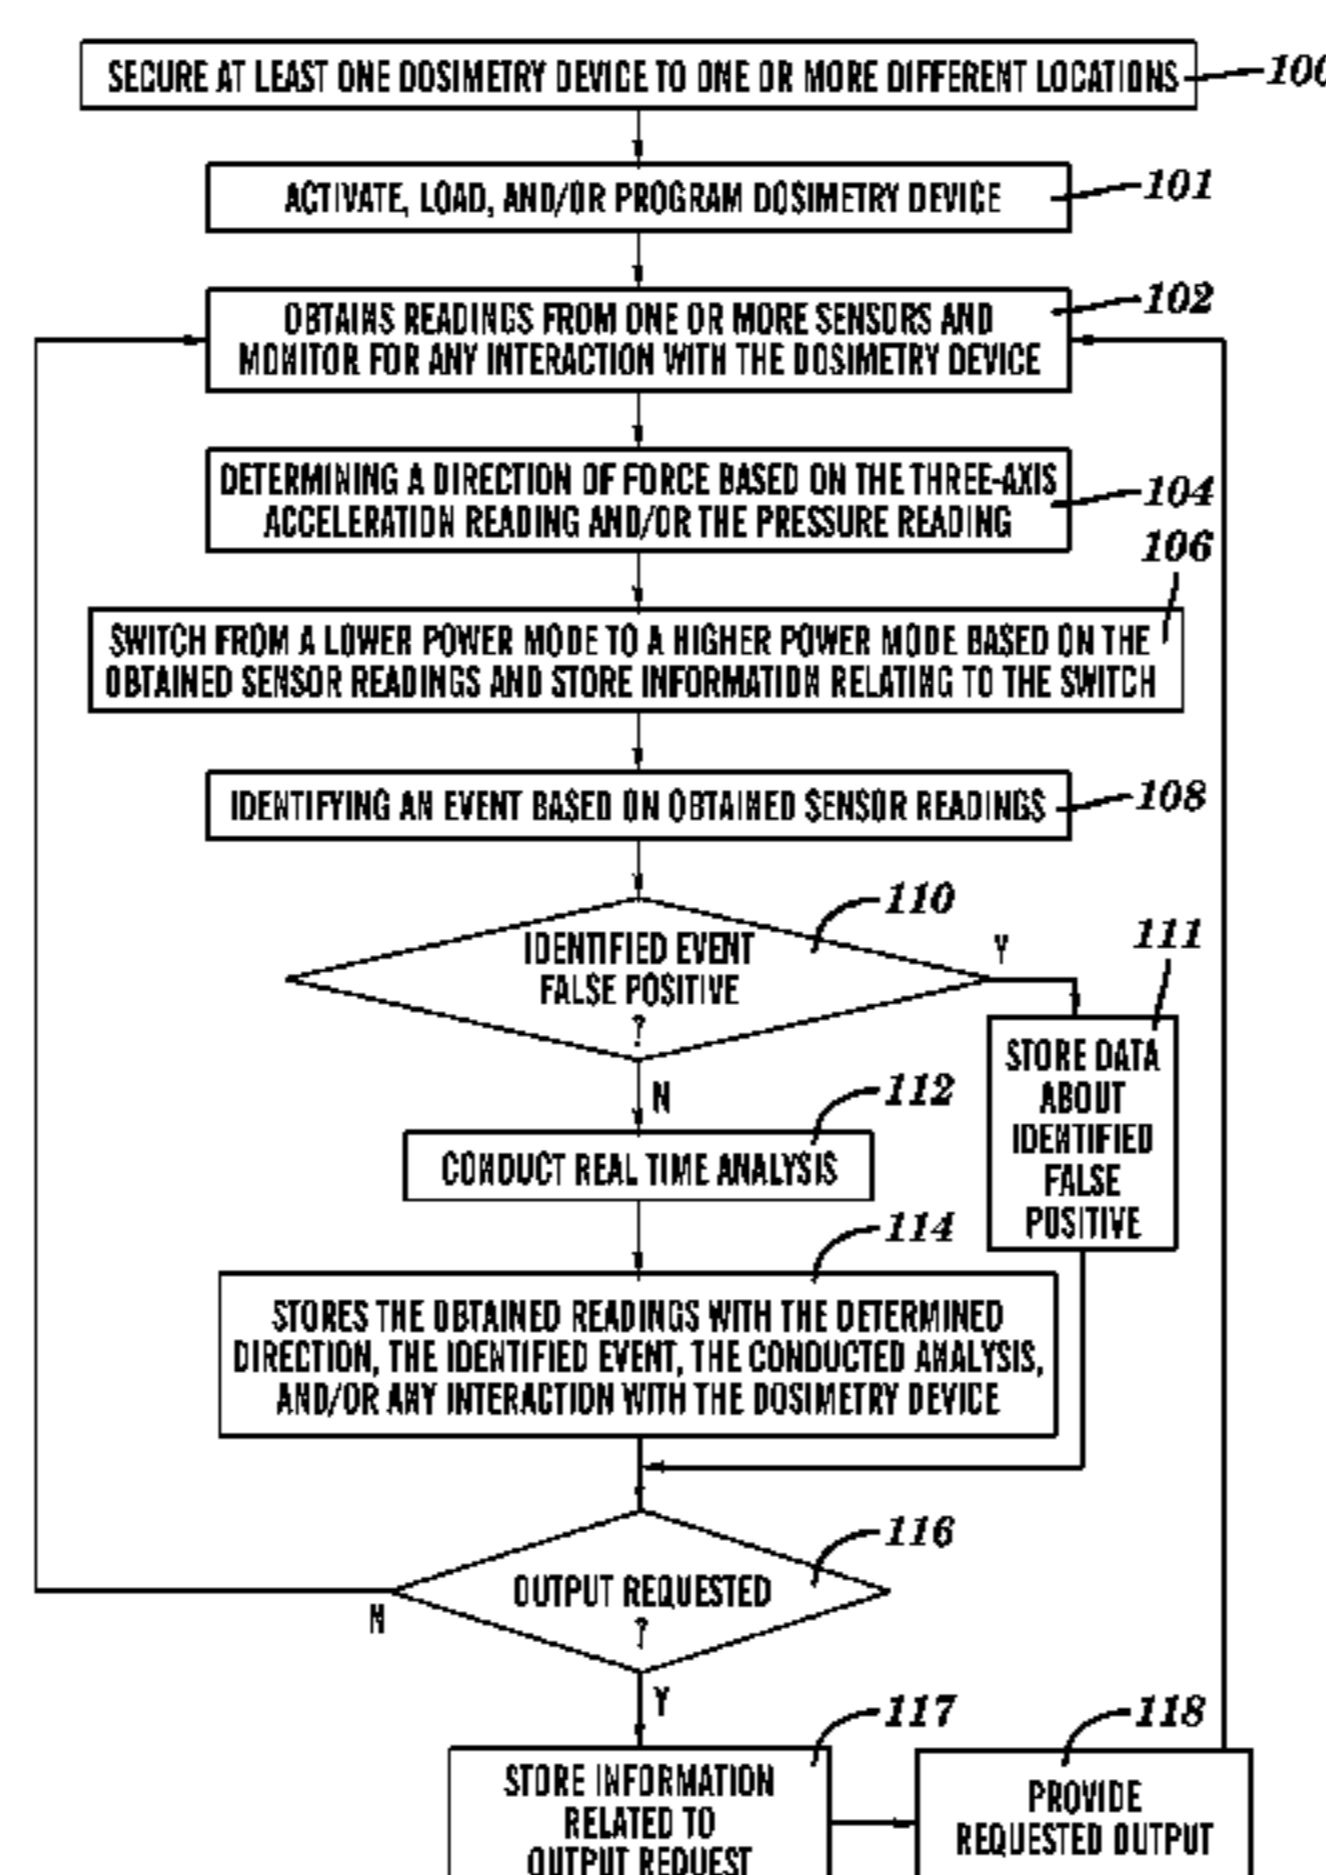 SECURE AT LEAST ONE DOSIMETRY DEVICE TO ONE OR MORE DIFFERENT LOCATIONS
100
ACTIVATE, LOAD, AND/OR PROGRAM DOSIMETRY DEVICE
101
OBTAINS READINGS FROM ONE OR MORE SENSORS AND
MONITOR FOR ANY INTERACTION WITH THE DOSIMETRY DEVICE
102
DETERMINING A DIRECTION OF FORCE BASED ON THE THREE-AXIS
ACCELERATION READING AND/OR THE PRESSURE READING
104
106
SWITCH FROM A LOWER POWER MODE TO A HIGHER POWER MODE BASED ON THE
OBTAINED SENSOR READINGS AND STORE INFORMATION RELATING TO THE SWITCH
IDENTIFYING AN EVENT BASED ON OBTAINED SENSOR READINGS
108
110
IDENTIFIED EVENT
FALSE POSITIVE
?
Y
111
STORE DATA
ABOUT
IDENTIFIED
FALSE
POSITIVE
N
112
CONDUCT REAL TIME ANALYSIS
114
STORES THE OBTAINED READINGS WITH THE DETERMINED
DIRECTION, THE IDENTIFIED EVENT, THE CONDUCTED ANALYSIS,
AND/OR ANY INTERACTION WITH THE DOSIMETRY DEVICE
116
OUTPUT REQUESTED
?
N
Y
117
STORE INFORMATION
RELATED TO
OUTPUT REQUEST
118
PROVIDE
REQUESTED OUTPUT